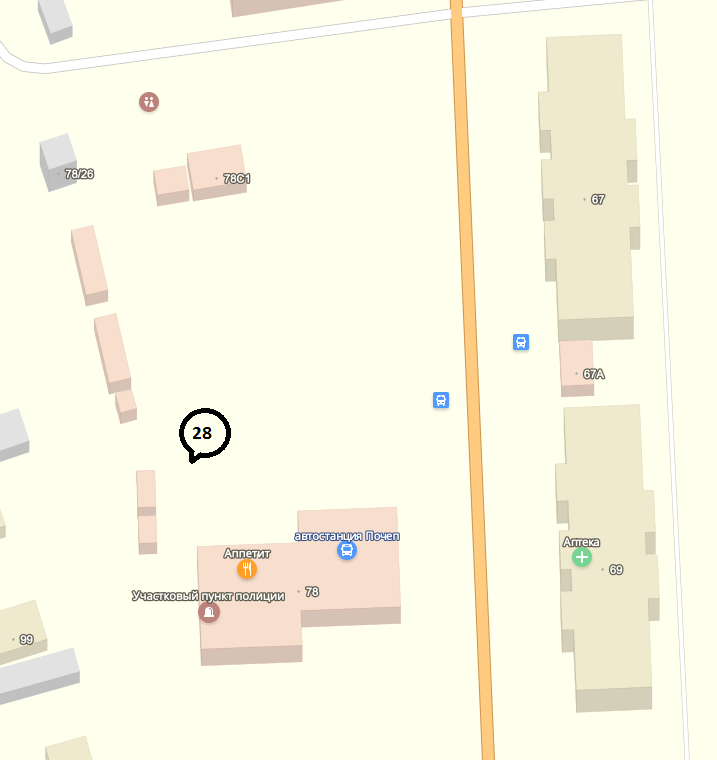 78/26
78С1
67
67А
28
автостанция Почеп
Аппетит
Аптека
69
78
Участковый пункт полиции
99